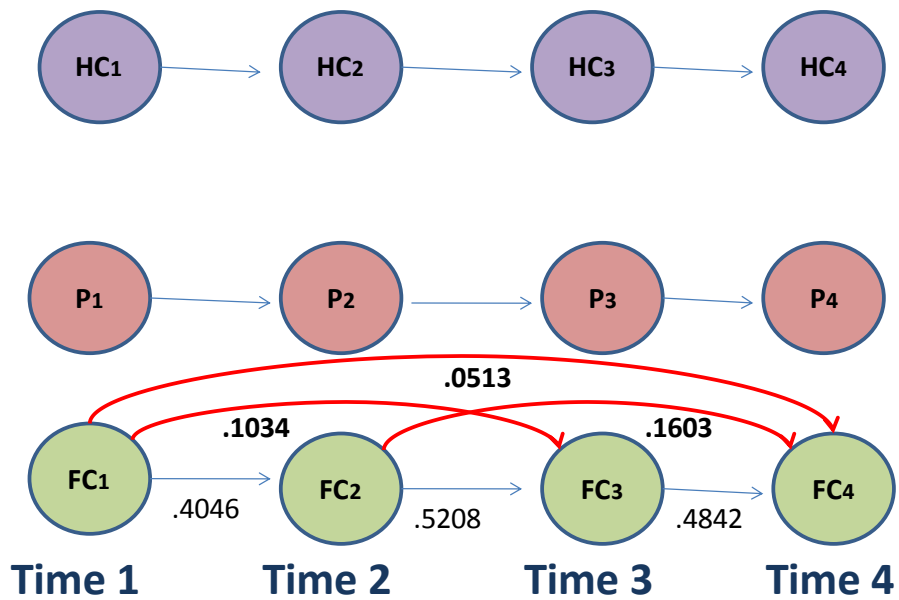 HC1 HC2 HC3 HC4
P1 P2 P3 P4
.0513
.1034 .1603
FC1 FC2 FC3 FC4
.4046 .5208 .4842
Time 1 Time 2 Time 3 Time 4